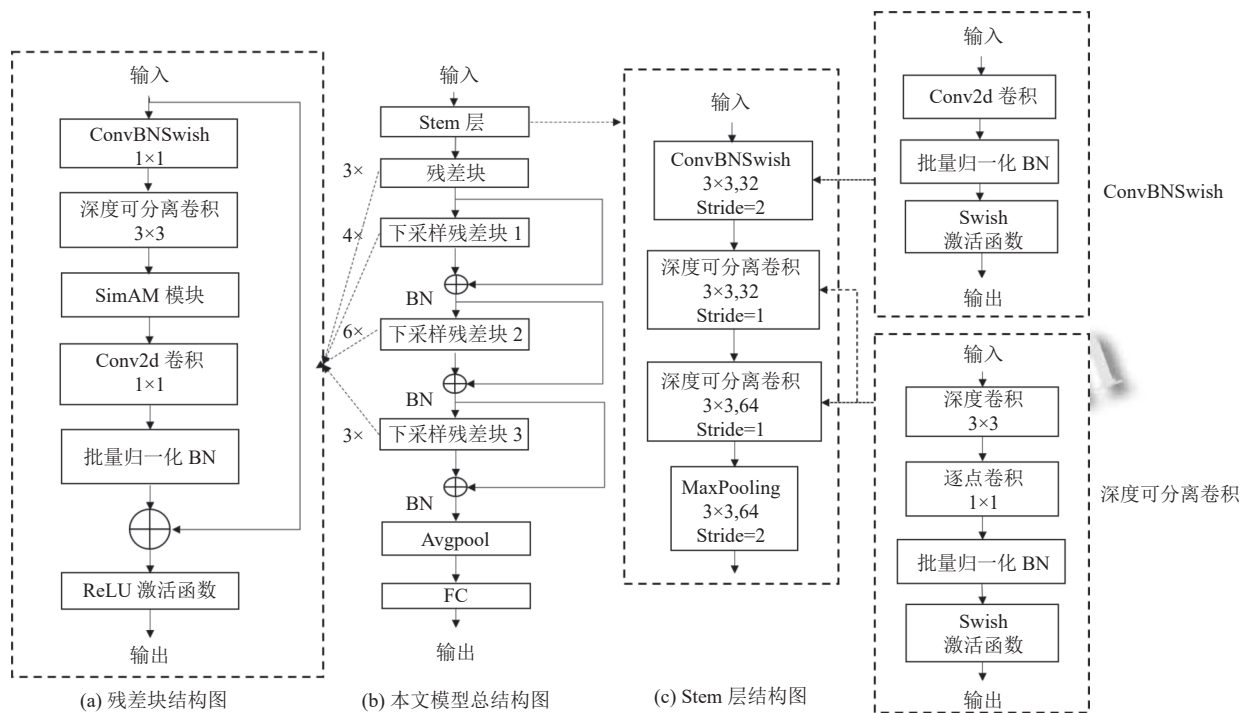 输入
ConvBNSwish
1×1
深度可分离卷积
3×3
SimAM 模块
Conv2d 卷积
1×1
批量归一化 BN
ReLU 激活函数
输出
(a) 残差块结构图
输入
Stem 层
3×
残差块
4×
下采样残差块 1
BN
6×
下采样残差块 2
BN
3×
下采样残差块 3
BN
Avgpool
FC
输出
(b) 本文模型总结构图
输入
ConvBNSwish
3×3,32
Stride=2
深度可分离卷积
3×3,32
Stride=1
深度可分离卷积
3×3,64
Stride=1
MaxPooling
3×3,64
Stride=2
(c) Stem 层结构图
输入
Conv2d 卷积
批量归一化 BN
Swish
激活函数
输出
ConvBNSwish
输入
深度卷积
3×3
逐点卷积
1×1
批量归一化 BN
Swish
激活函数
输出
深度可分离卷积